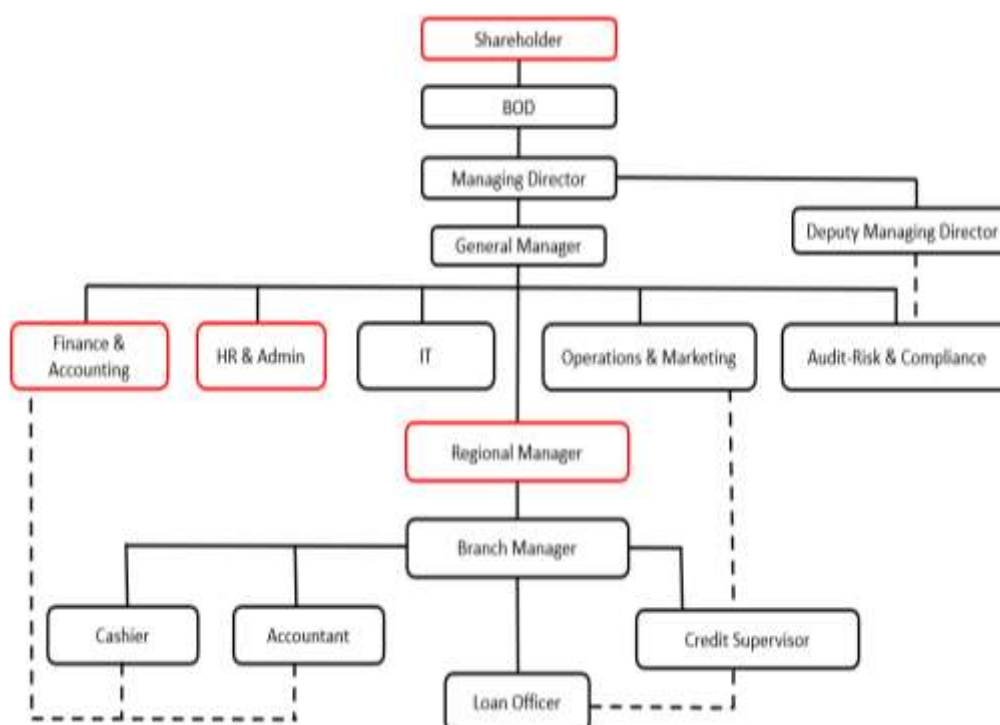 Shareholder
BOD
Managing Director
Deputy Managing Director
General Manager
Finance &
Accounting
HR & Admin
IT
Operations & Marketing
Audit-Risk & Compliance
Regional Manager
Branch Manager
Cashier
Accountant
Credit Supervisor
Loan Officer